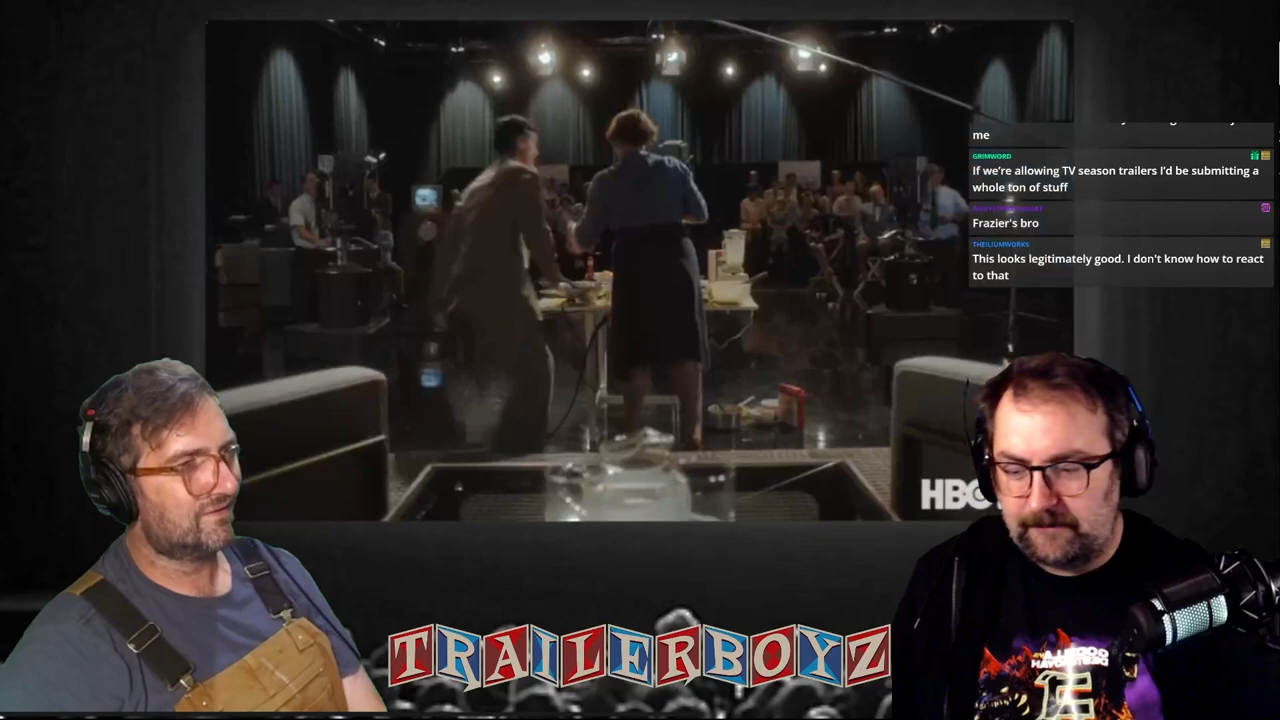 me
GRIMWORD
If we're allowing TV season trailers I'd be submitting a
whole ton of stuff
Frazier's bro
THEILIUMWORKS
This looks legitimately good. I don't know how to react
to that
HBO
TRAILERBOYZ